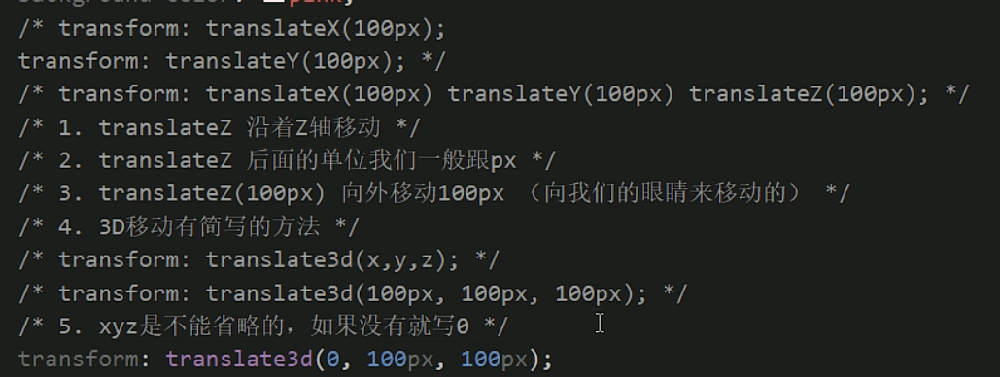 background-color: pink;
/* transform: translateX(100px);
transform: translateY(100px); */
/* transform: translateX(100px) translateY(100px) translateZ(100px); */
/* 1. translateZ 沿着Z轴移动 */
/* 2. translateZ 后面的单位我们一般跟px */
/* 3. translateZ(100px) 向外移动100px （向我们的眼睛来移动的） */
/* 4. 3D移动有简写的方法 */
/* transform: translate3d(x,y,z); */
/* transform: translate3d(100px, 100px, 100px); */
/* 5. xyz是不能省略的，如果没有就写0 */
transform: translate3d(0, 100px, 100px);